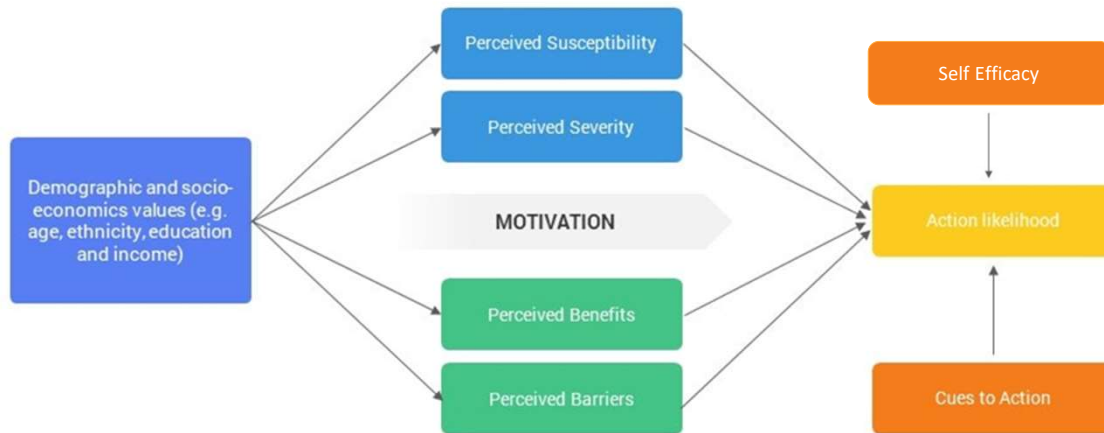 Perceived Susceptibility
Self Efficacy
Perceived Severity
Demographic and socio-
economics values (e.g.
age, ethnicity, education
and income)
MOTIVATION
Action likelihood
Perceived Benefits
Perceived Barriers
Cues to Action